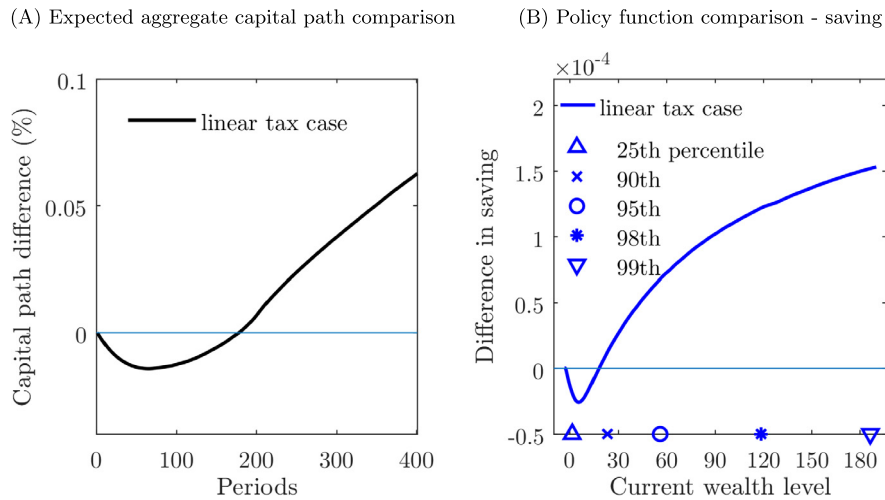 (A) Expected aggregate capital path comparison
0.1
0.05
0
Capital path difference (%)
linear tax case
0 100 200 300 400
Periods
(B) Policy function comparison - saving
×10^-4
2
1.5
1
0.5
0
-0.5
Difference in saving
linear tax case
25th percentile
90th
95th
98th
99th
0 30 60 90 120 150 180
Current wealth level